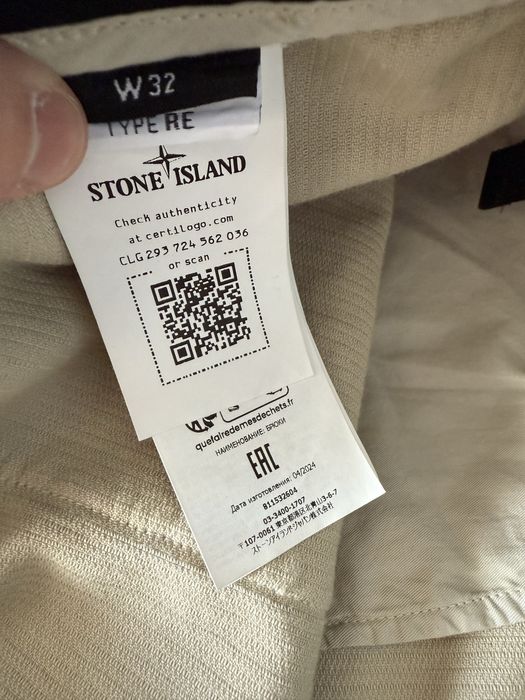 W 32
TYPE RE
STONE ISLAND
Check authenticity
at certilogo.com
CLG 293 724 562 036
or scan
quefairedemesdechets.fr
НАИМЕНОВАНИЕ: БРЮКИ
EAC
Дата изготовления: 04/2024
811532604
03-3400-1707
〒107-0061 東京都港区北青山3-6-7
ストーンアイランドジャパン株式会社